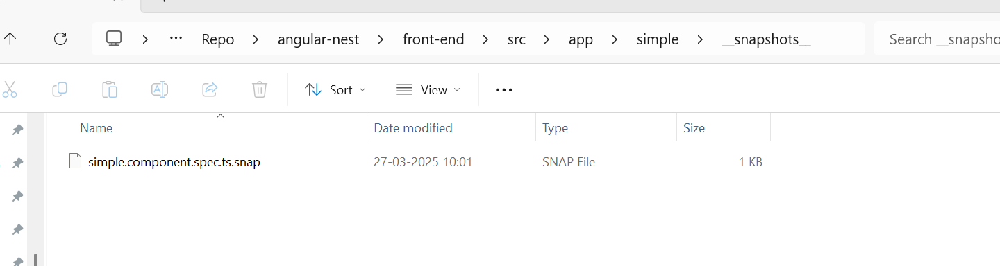 Repo angular-nest front-end src app simple __snapshots__ Search __snapsho
Sort View
Name Date modified Type Size
simple.component.spec.ts.snap 27-03-2025 10:01 SNAP File 1 KB